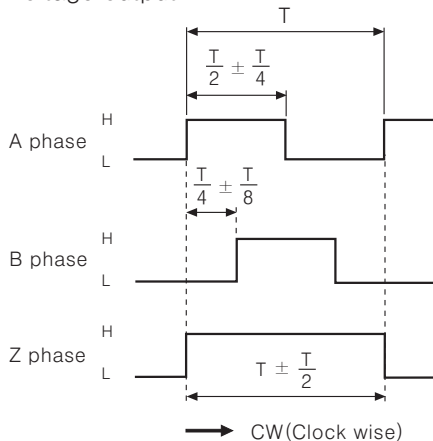 T
T/2 ± T/4
H
A phase
L
T/4 ± T/8
H
B phase
L
H
Z phase
L
T ± T/2
CW(Clock wise)